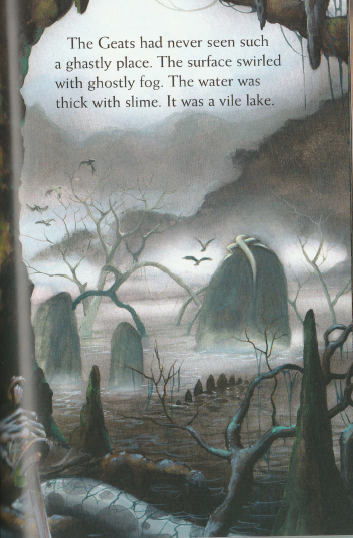 The Geats had never seen such
a ghastly place. The surface swirled
with ghostly fog. The water was
thick with slime. It was a vile lake.